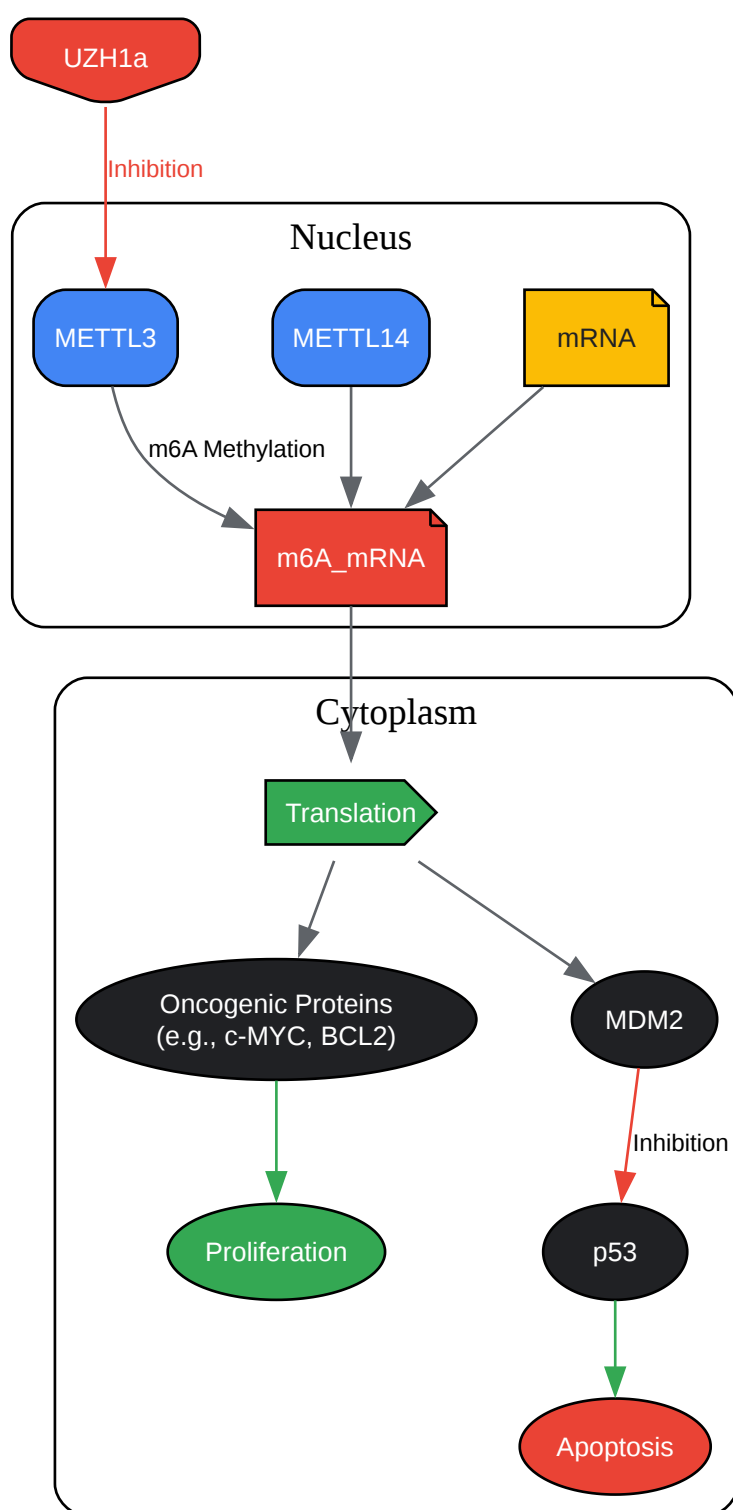 UZH1a
Inhibition
Nucleus
METTL3
METTL14
mRNA
m6A Methylation
m6A_mRNA
Cytoplasm
Translation
Oncogenic Proteins
(e.g., c-MYC, BCL2)
MDM2
Inhibition
Proliferation
p53
Apoptosis